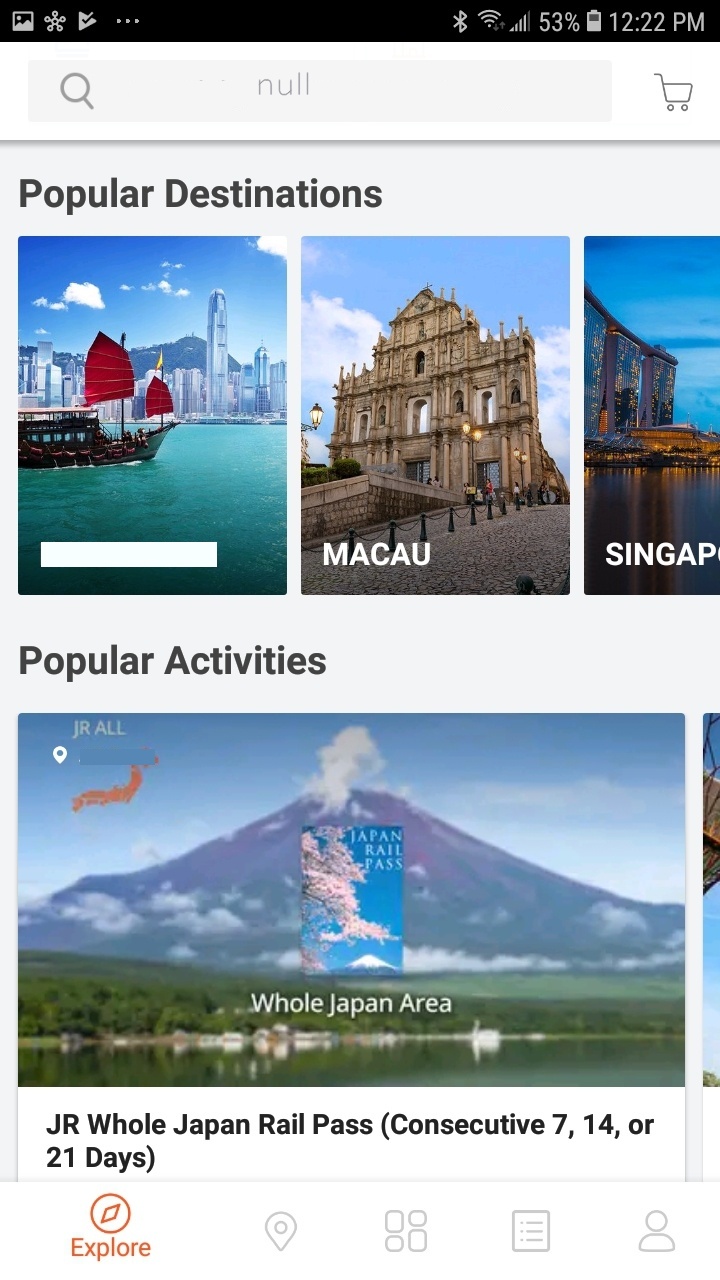 53% 12:22 PM
null
Popular Destinations
MACAU
SINGAP
Popular Activities
JR ALL
JAPAN
RAIL
PASS
Whole Japan Area
JR Whole Japan Rail Pass (Consecutive 7, 14, or
21 Days)
Explore